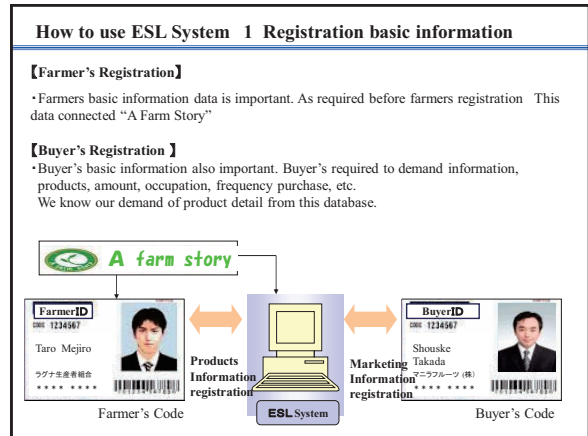 How to use ESL System 1 Registration basic information
【Farmer's Registration】
・Farmers basic information data is important. As required before farmers registration This
data connected "A Farm Story"
【Buyer's Registration】
・Buyer's basic information also important. Buyer's required to demand information,
products, amount, occupation, frequency purchase, etc.
We know our demand of product detail from this database.
A farm story
FarmerID
CODE 1234567
Taro Mejiro
ラグナ生産者組合
**** ****
Farmer's Code
Products
Information
registration
ESL System
Marketing
Information
registration
BuyerID
CODE 1234567
Shouske
Takada
マニラフルーツ (株)
**** ****
Buyer's Code